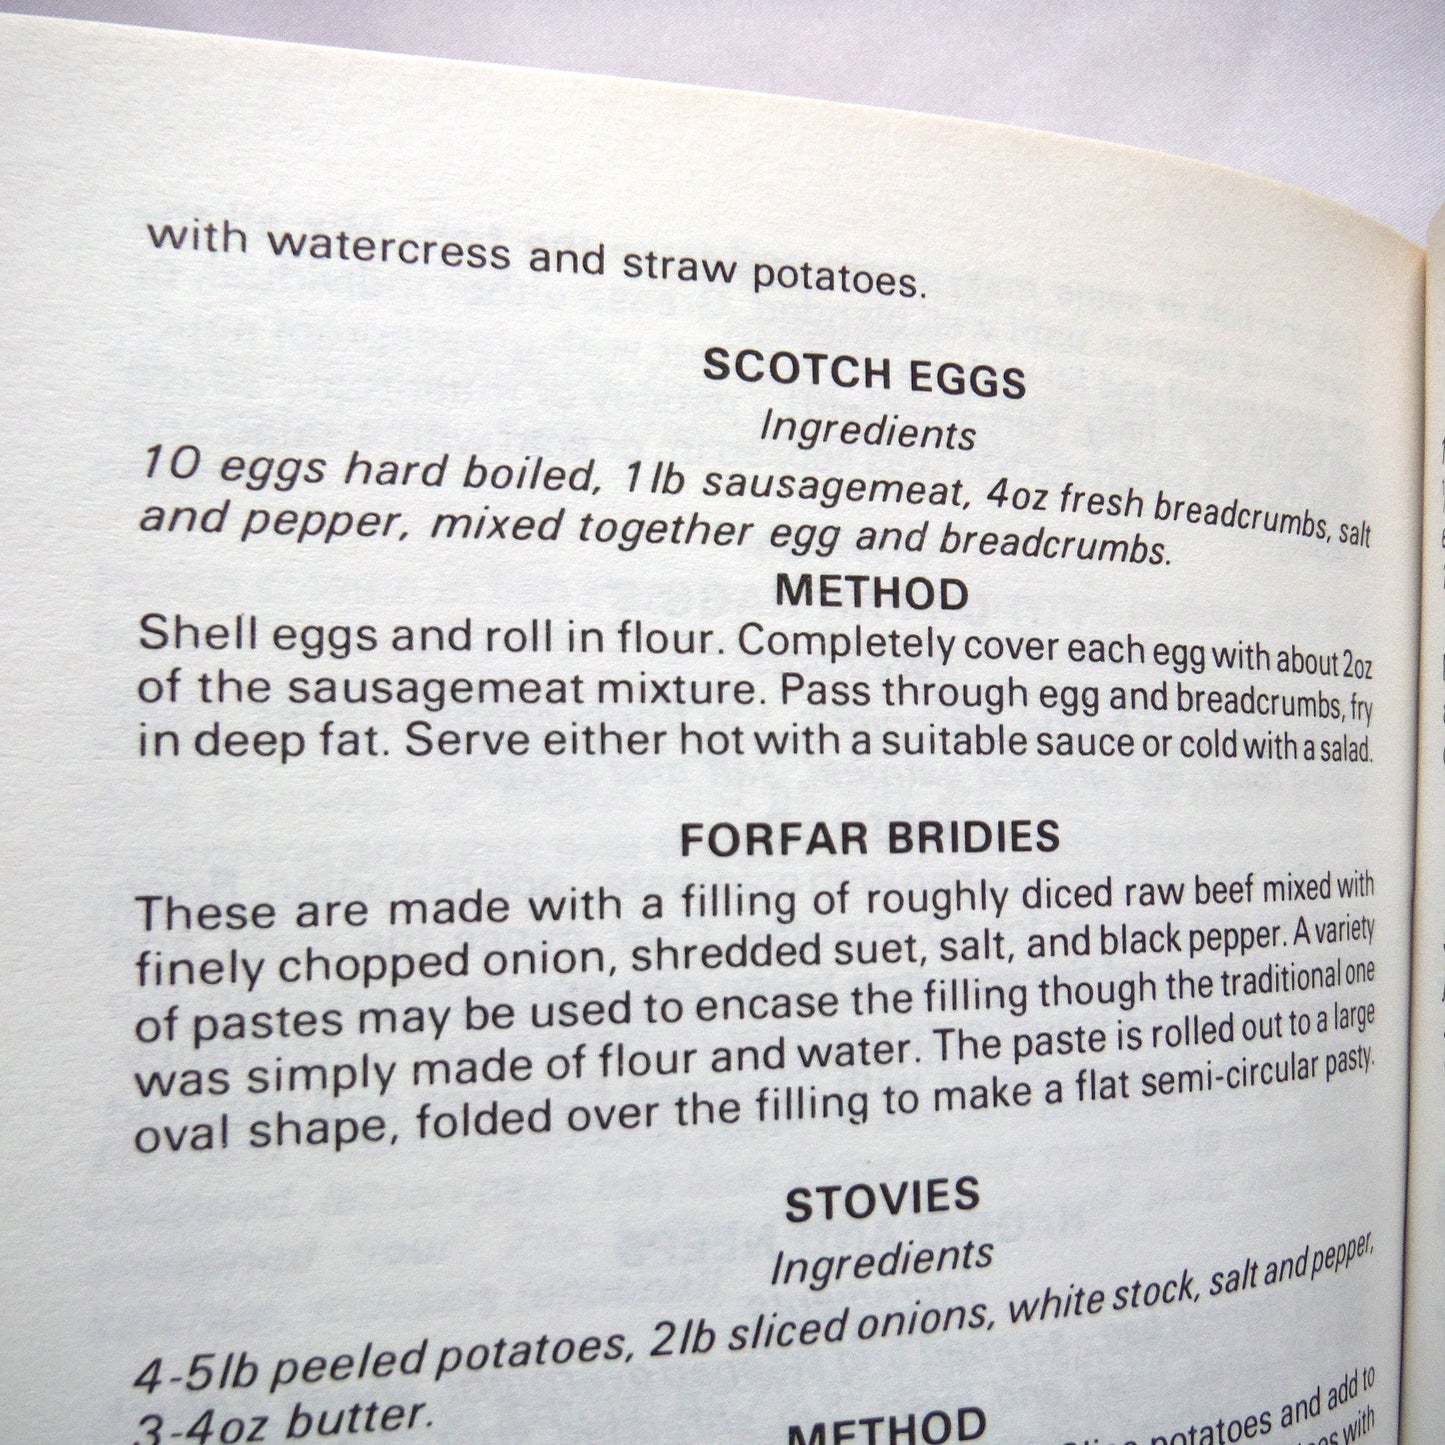 with watercress and straw potatoes.
SCOTCH EGGS
Ingredients
10 eggs hard boiled, 1lb sausagemeat, 4oz fresh breadcrumbs, salt
and pepper, mixed together egg and breadcrumbs.
METHOD
Shell eggs and roll in flour. Completely cover each egg with about 2oz
of the sausagemeat mixture. Pass through egg and breadcrumbs, fry
in deep fat. Serve either hot with a suitable sauce or cold with a salad.
FORFAR BRIDIES
These are made with a filling of roughly diced raw beef mixed with
finely chopped onion, shredded suet, salt, and black pepper. A variety
of pastes may be used to encase the filling though the traditional one
was simply made of flour and water. The paste is rolled out to a large
oval shape, folded over the filling to make a flat semi-circular pasty.
STOVIES
Ingredients
4-5lb peeled potatoes, 2lb sliced onions, white stock, salt and pepper,
3-4oz butter.
METHOD
potatoes and add to
with